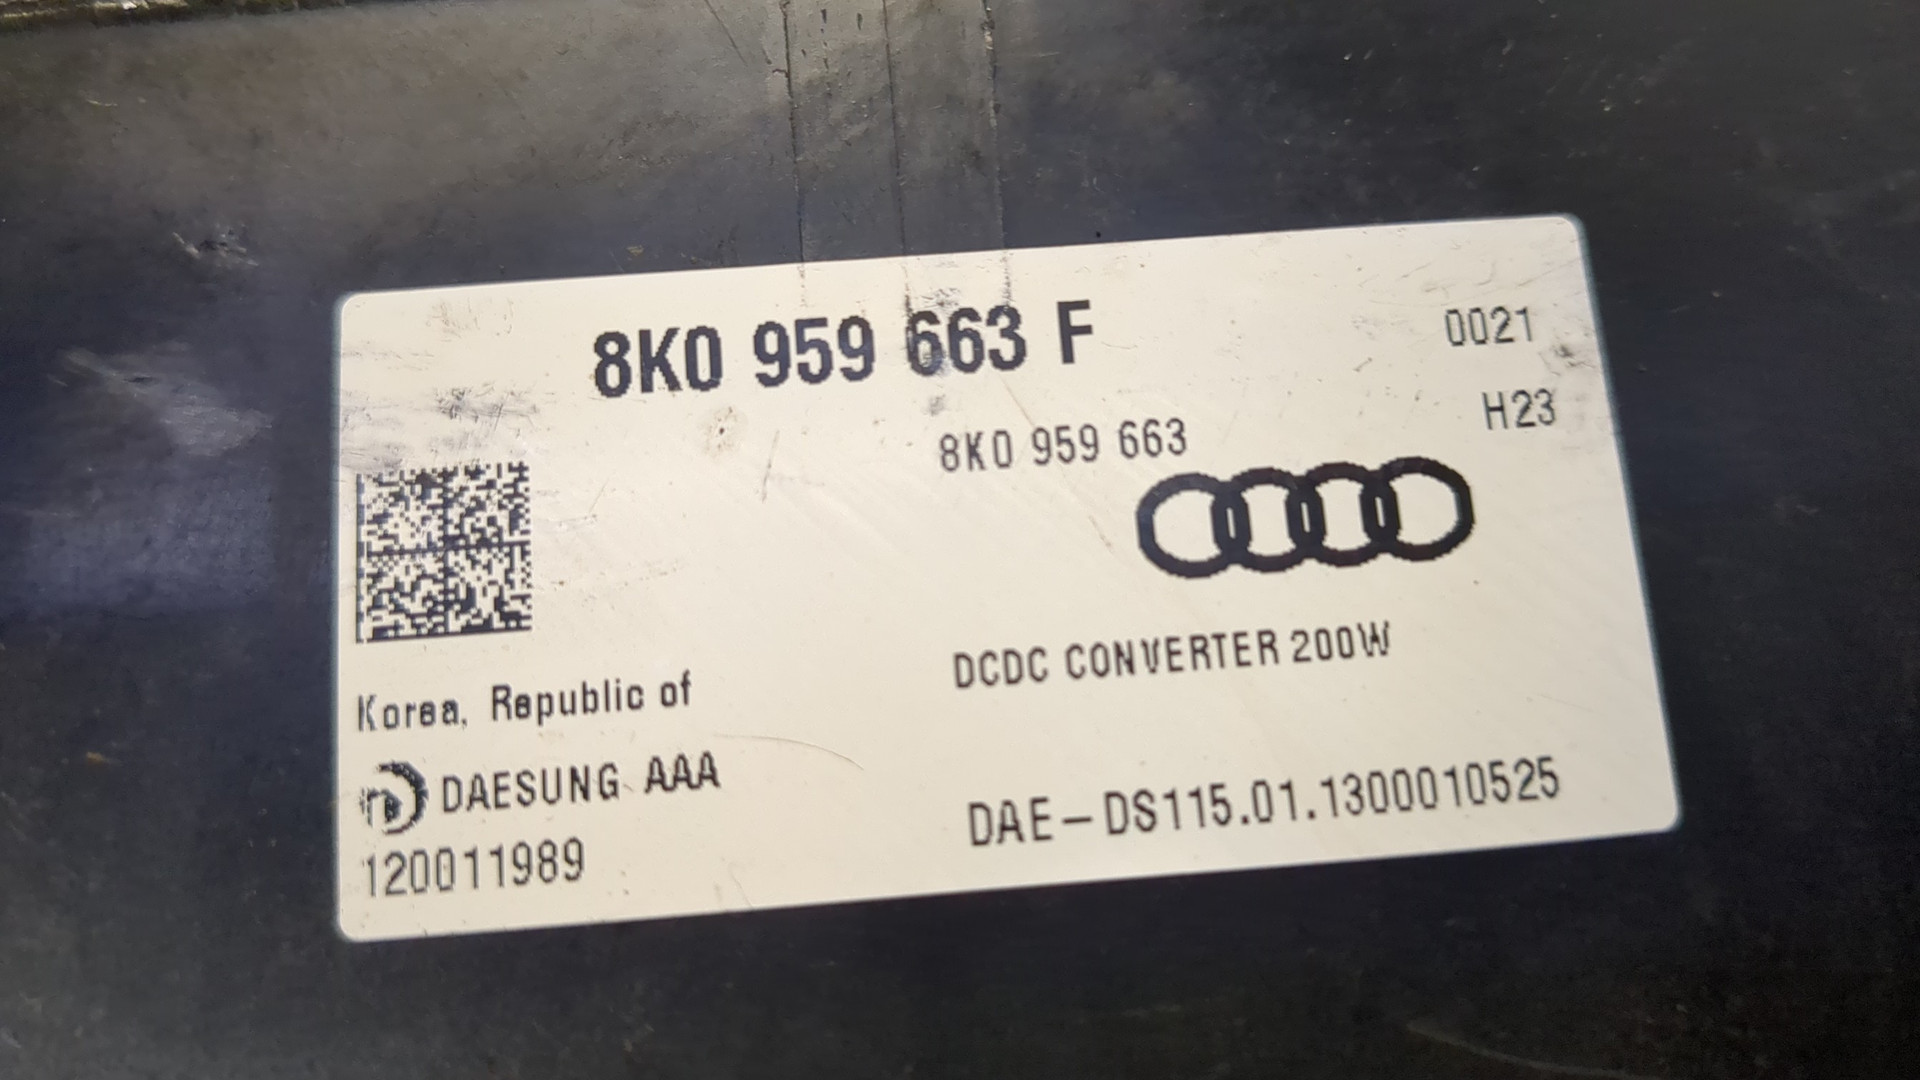 8K0 959 663 F
0021
8K0 959 663
H23
DCDC CONVERTER 200W
Korea, Republic of
DAESUNG AAA
120011989
DAE-DS115.01.1300010525